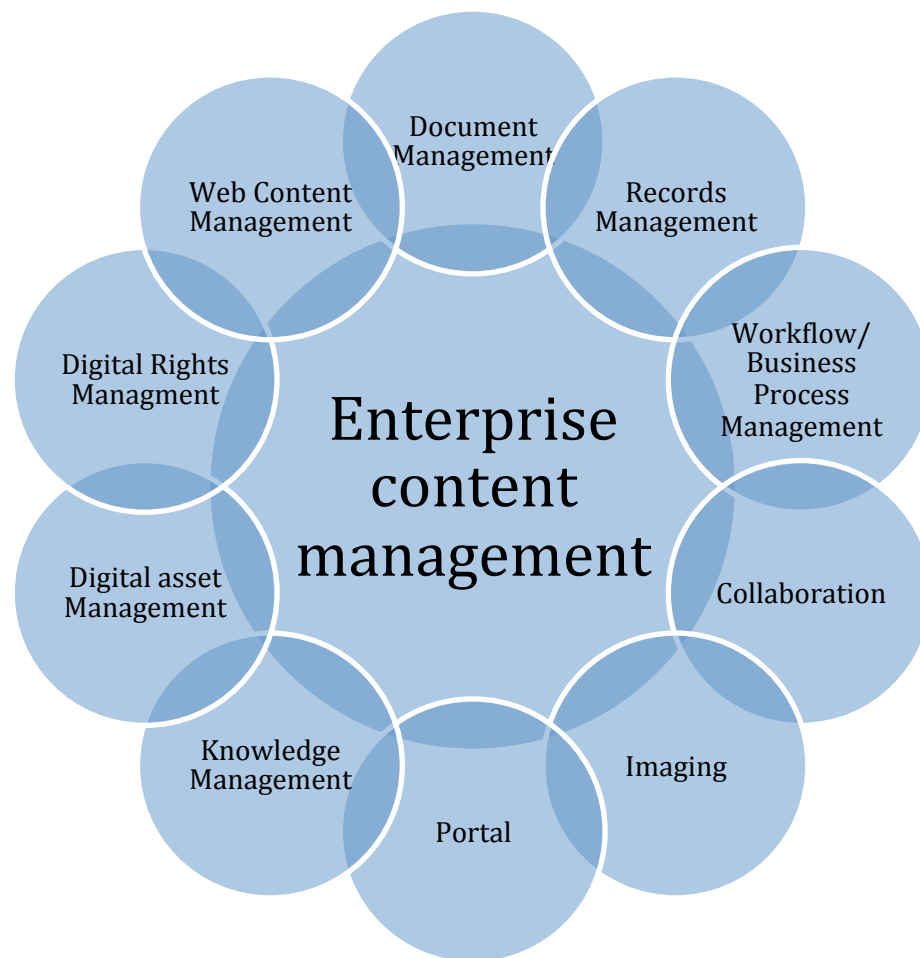 Document
Management
Records
Management
Workflow/
Business
Process
Management
Collaboration
Imaging
Portal
Knowledge
Management
Digital asset
Management
Digital Rights
Managment
Web Content
Management
Enterprise
content
management